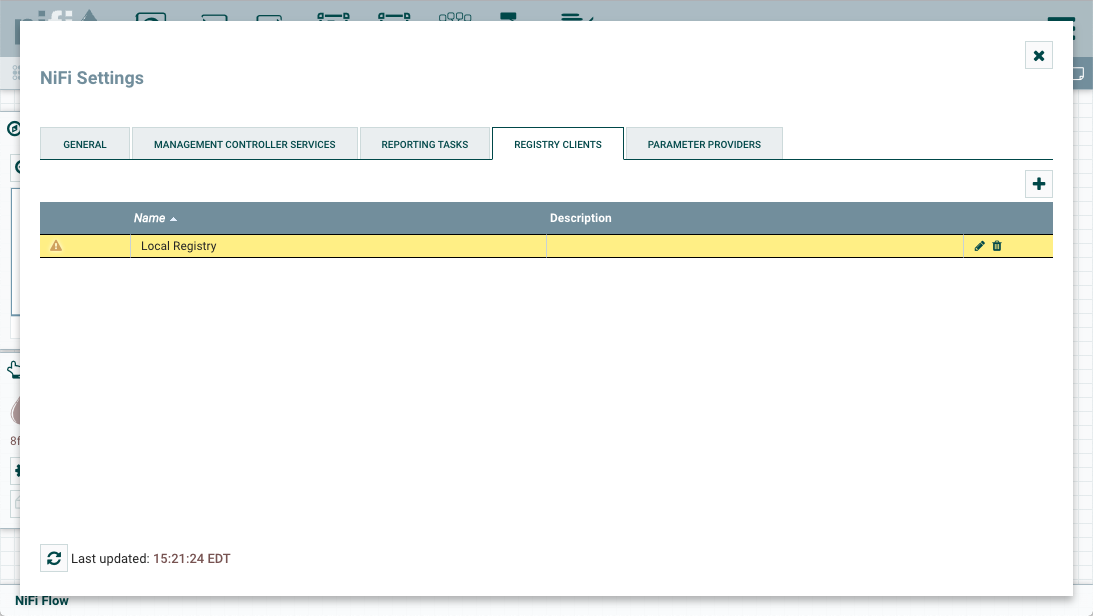 nifi
NiFi Settings
GENERAL
MANAGEMENT CONTROLLER SERVICES
REPORTING TASKS
REGISTRY CLIENTS
PARAMETER PROVIDERS
Name
Description
Local Registry
8f
Last updated: 15:21:24 EDT
NiFi Flow